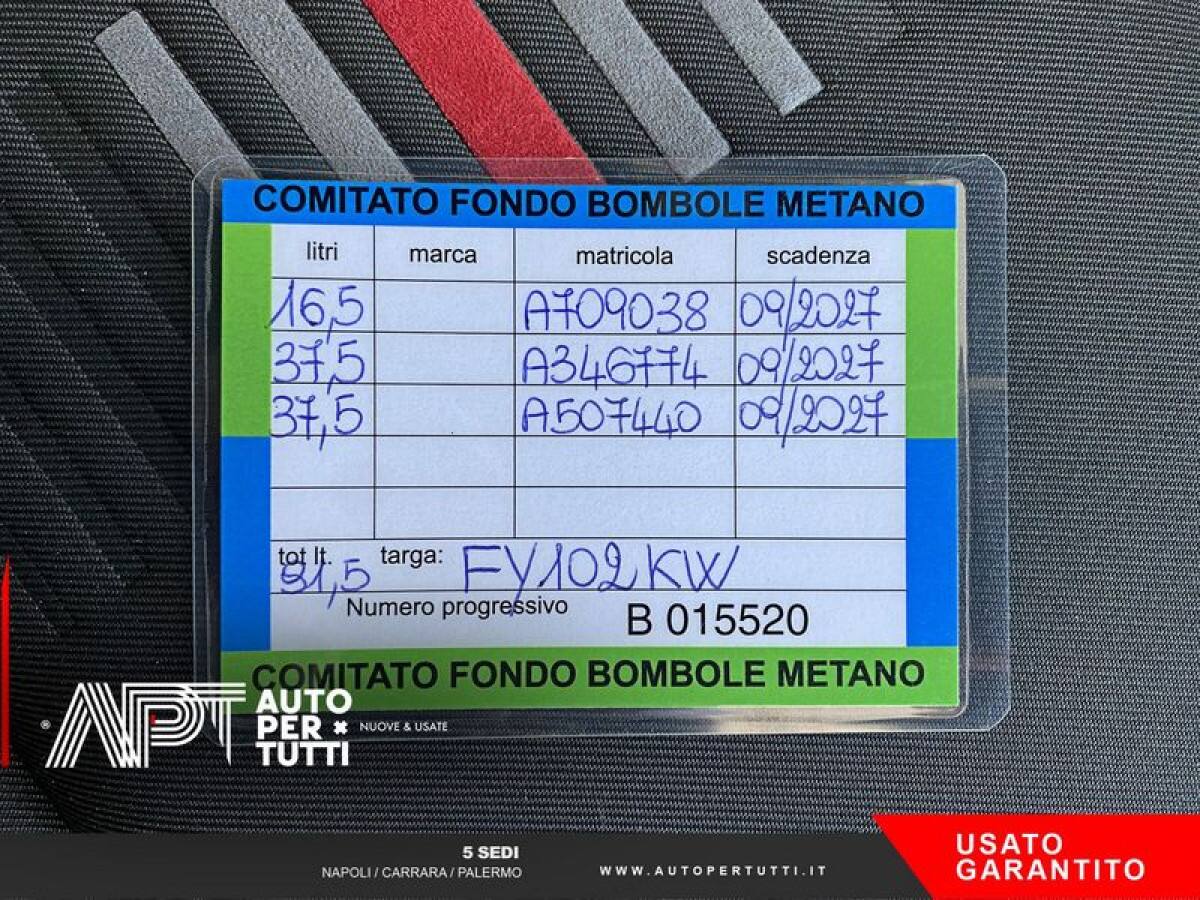 COMITATO FONDO BOMBOLE METANO
litri marca matricola scadenza
16,5 A709038 09/2027
37,5 A346774 09/2027
37,5 A507440 09/2027
tot lt. targa: FY102KW
91,5
Numero progressivo B 015520
COMITATO FONDO BOMBOLE METANO
® APT AUTO PER TUTTI NUOVE & USATE
5 SEDI
NAPOLI / CARRARA / PALERMO
WWW.AUTOPERTUTTI.IT
USATO
GARANTITO